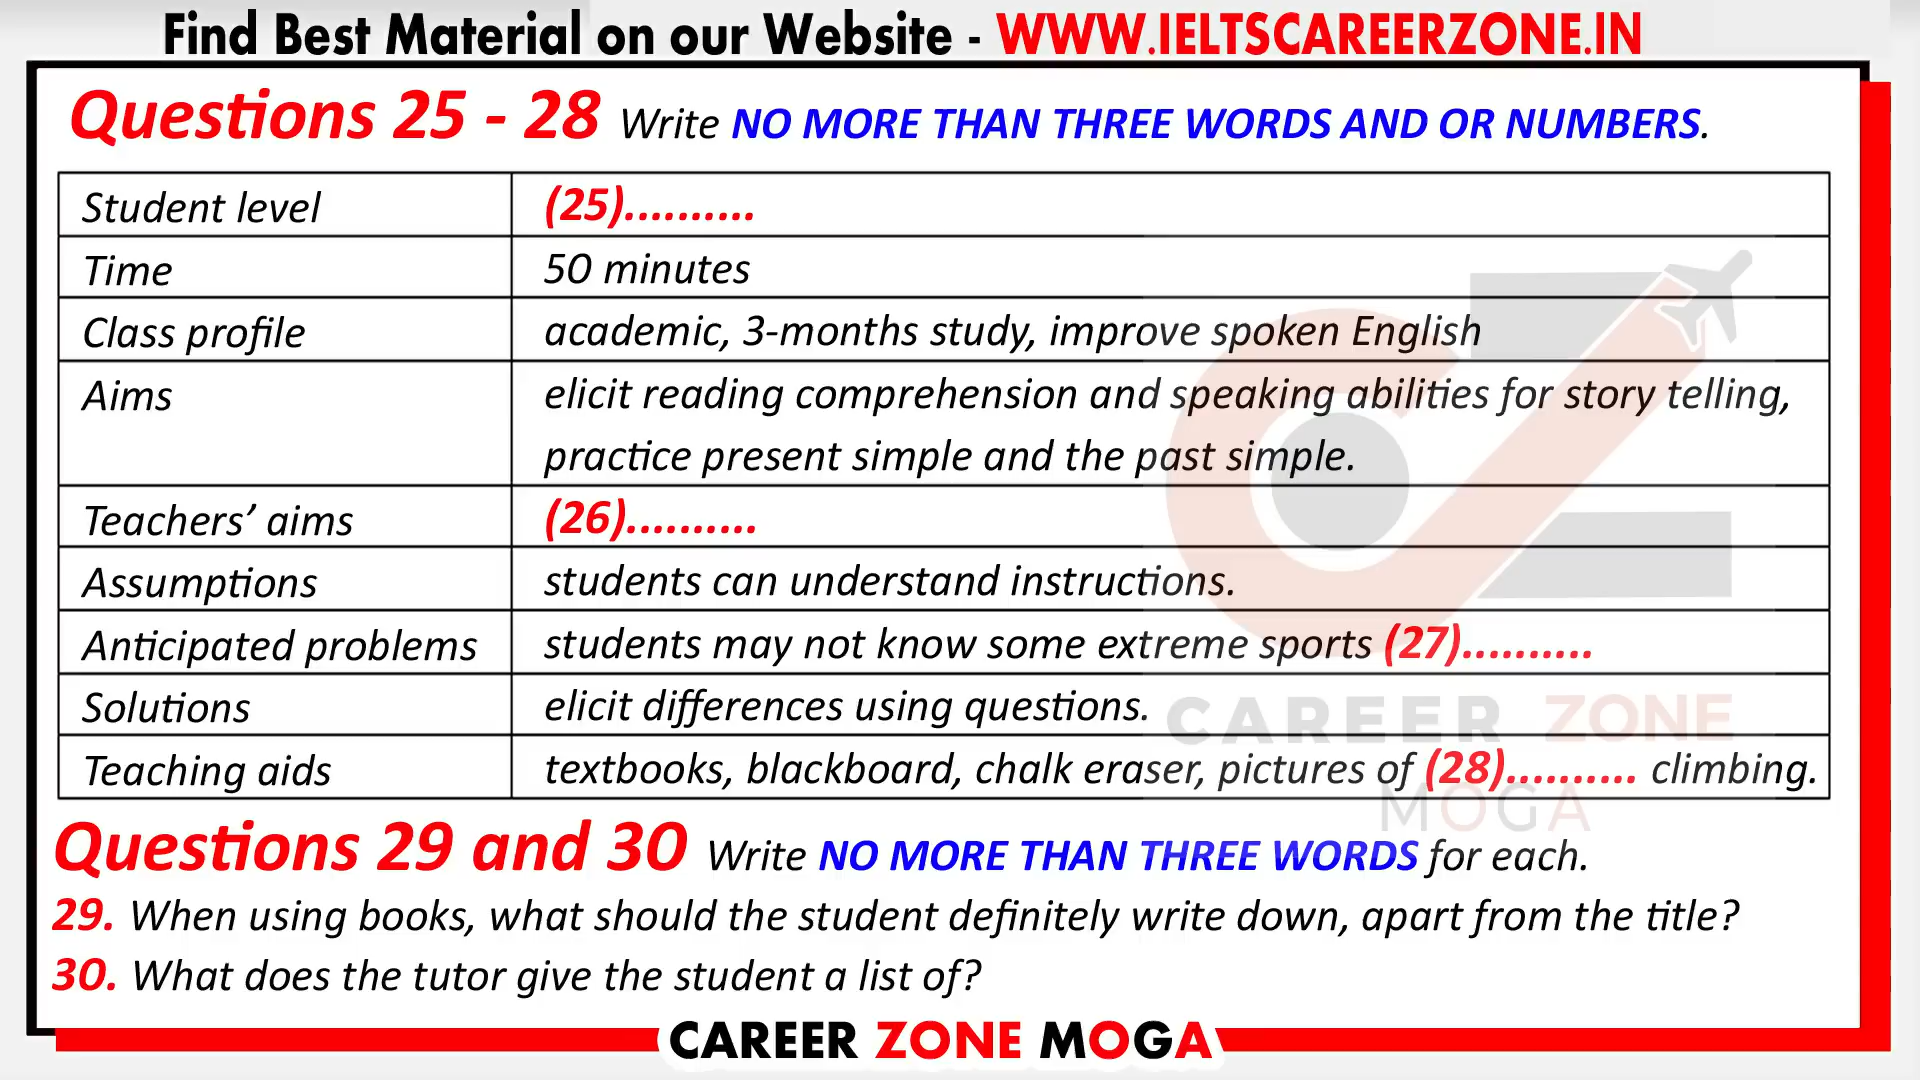 Find Best Material on our Website - WWW.IELTSCAREERZONE.IN
Questions 25 - 28 Write NO MORE THAN THREE WORDS AND OR NUMBERS.
Student level (25)..........
Time 50 minutes
Class profile academic, 3-months study, improve spoken English
Aims elicit reading comprehension and speaking abilities for story telling,
practice present simple and the past simple.
Teachers’ aims (26)..........
Assumptions students can understand instructions.
Anticipated problems students may not know some extreme sports (27)..........
Solutions elicit differences using questions.
CAREER ZONE
Teaching aids textbooks, blackboard, chalk eraser, pictures of (28).......... climbing.
MOGA
Questions 29 and 30 Write NO MORE THAN THREE WORDS for each.
29. When using books, what should the student definitely write down, apart from the title?
30. What does the tutor give the student a list of?
CAREER ZONE MOGA